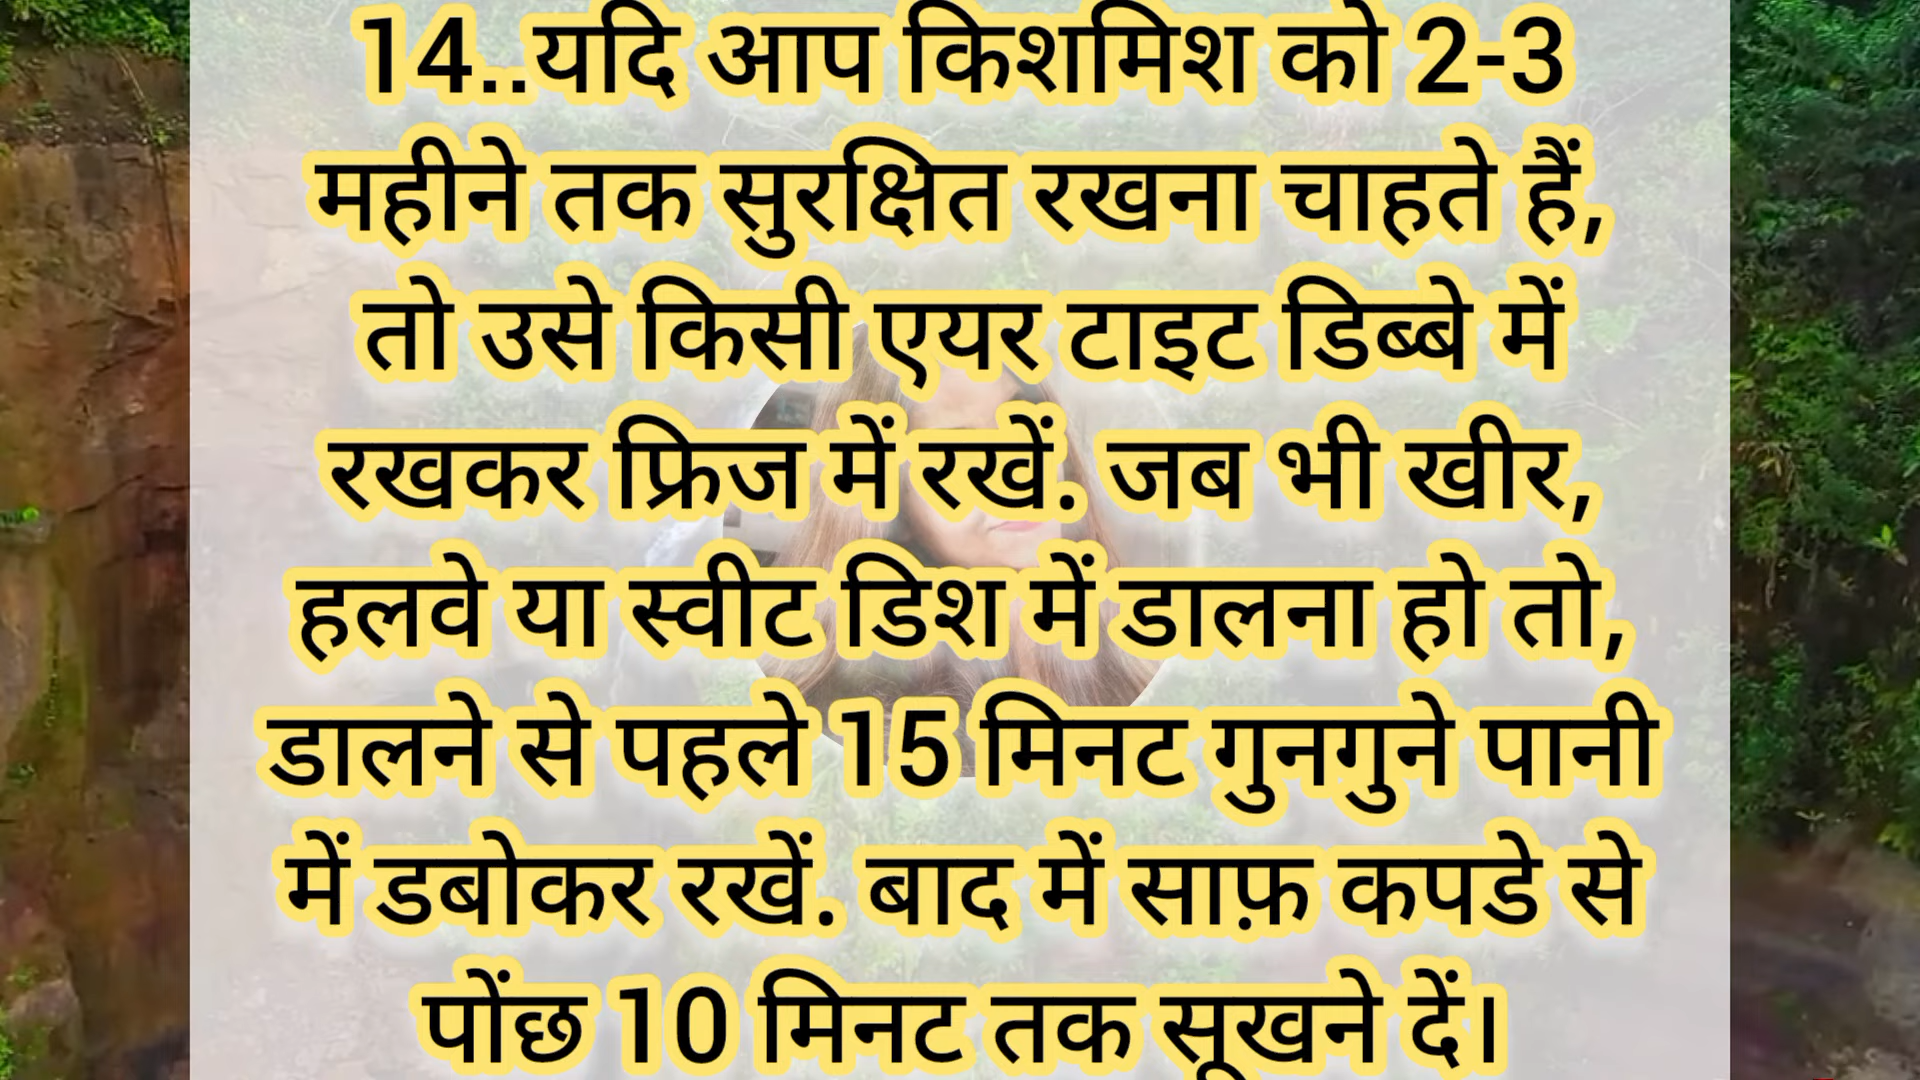 14..यदि आप किशमिश को 2-3
महीने तक सुरक्षित रखना चाहते हैं,
तो उसे किसी एयर टाइट डिब्बे में
रखकर फ्रिज में रखें. जब भी खीर,
हलवे या स्वीट डिश में डालना हो तो,
डालने से पहले 15 मिनट गुनगुने पानी
में डबोकर रखें. बाद में साफ़ कपडे से
पोंछ 10 मिनट तक सूखने दें।